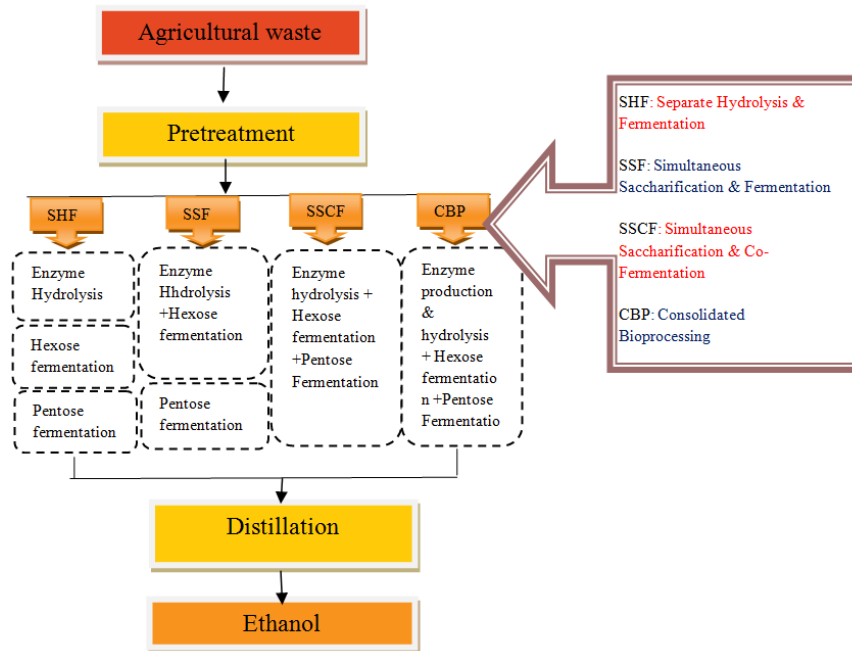 Agricultural waste
Pretreatment
SHF
SSF
SSCF
CBP
Enzyme
Hydrolysis
Hexose
fermentation
Pentose
fermentation
Enzyme
Hhdrolysis
+Hexose
fermentation
Pentose
fermentation
Enzyme
hydrolysis +
Hexose
fermentation
+Pentose
Fermentation
Enzyme
production
&
hydrolysis
+ Hexose
fermentatio
n +Pentose
Fermentatio
SHF: Separate Hydrolysis &
Fermentation
SSF: Simultaneous
Saccharification & Fermentation
SSCF: Simultaneous
Saccharification & Co-
Fermentation
CBP: Consolidated
Bioprocessing
Distillation
Ethanol